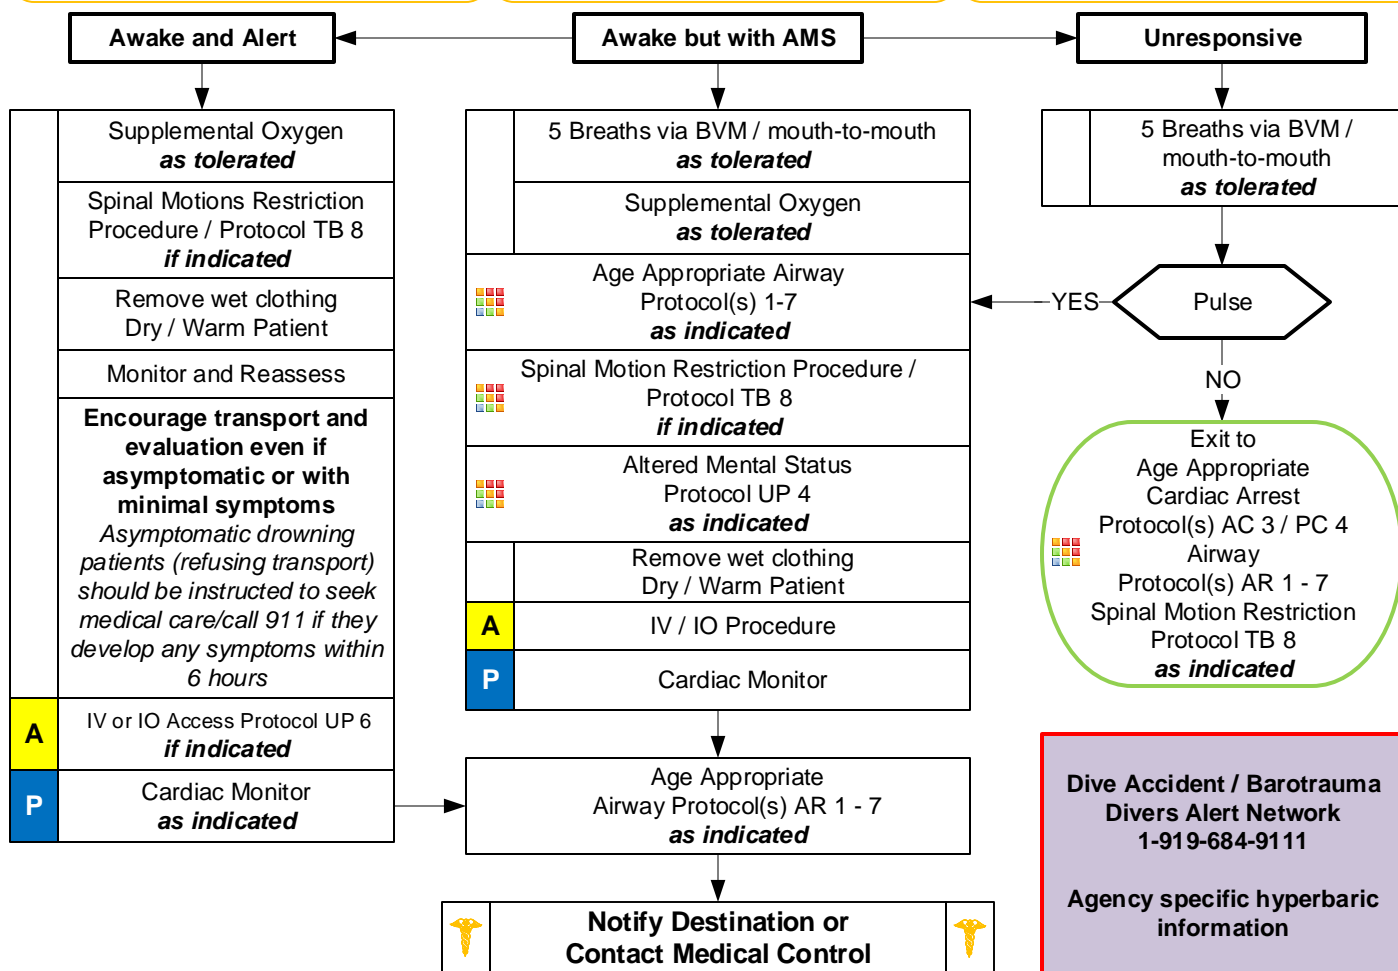 Awake and Alert
Awake but with AMS
Unresponsive
Supplemental Oxygen
as tolerated
Spinal Motions Restriction
Procedure / Protocol TB 8
if indicated
Remove wet clothing
Dry / Warm Patient
Monitor and Reassess
Encourage transport and
evaluation even if
asymptomatic or with
minimal symptoms
Asymptomatic drowning
patients (refusing transport)
should be instructed to seek
medical care/call 911 if they
develop any symptoms within
6 hours
A
IV or IO Access Protocol UP 6
if indicated
P
Cardiac Monitor
as indicated
5 Breaths via BVM / mouth-to-mouth
as tolerated
Supplemental Oxygen
as tolerated
Age Appropriate Airway
Protocol(s) 1-7
as indicated
Spinal Motion Restriction Procedure /
Protocol TB 8
if indicated
Altered Mental Status
Protocol UP 4
as indicated
Remove wet clothing
Dry / Warm Patient
A
IV / IO Procedure
P
Cardiac Monitor
Age Appropriate
Airway Protocol(s) AR 1 - 7
as indicated
Notify Destination or
Contact Medical Control
5 Breaths via BVM /
mouth-to-mouth
as tolerated
Pulse
YES
NO
Exit to
Age Appropriate
Cardiac Arrest
Protocol(s) AC 3 / PC 4
Airway
Protocol(s) AR 1 - 7
Spinal Motion Restriction
Protocol TB 8
as indicated
Dive Accident / Barotrauma
Divers Alert Network
1-919-684-9111
Agency specific hyperbaric
information